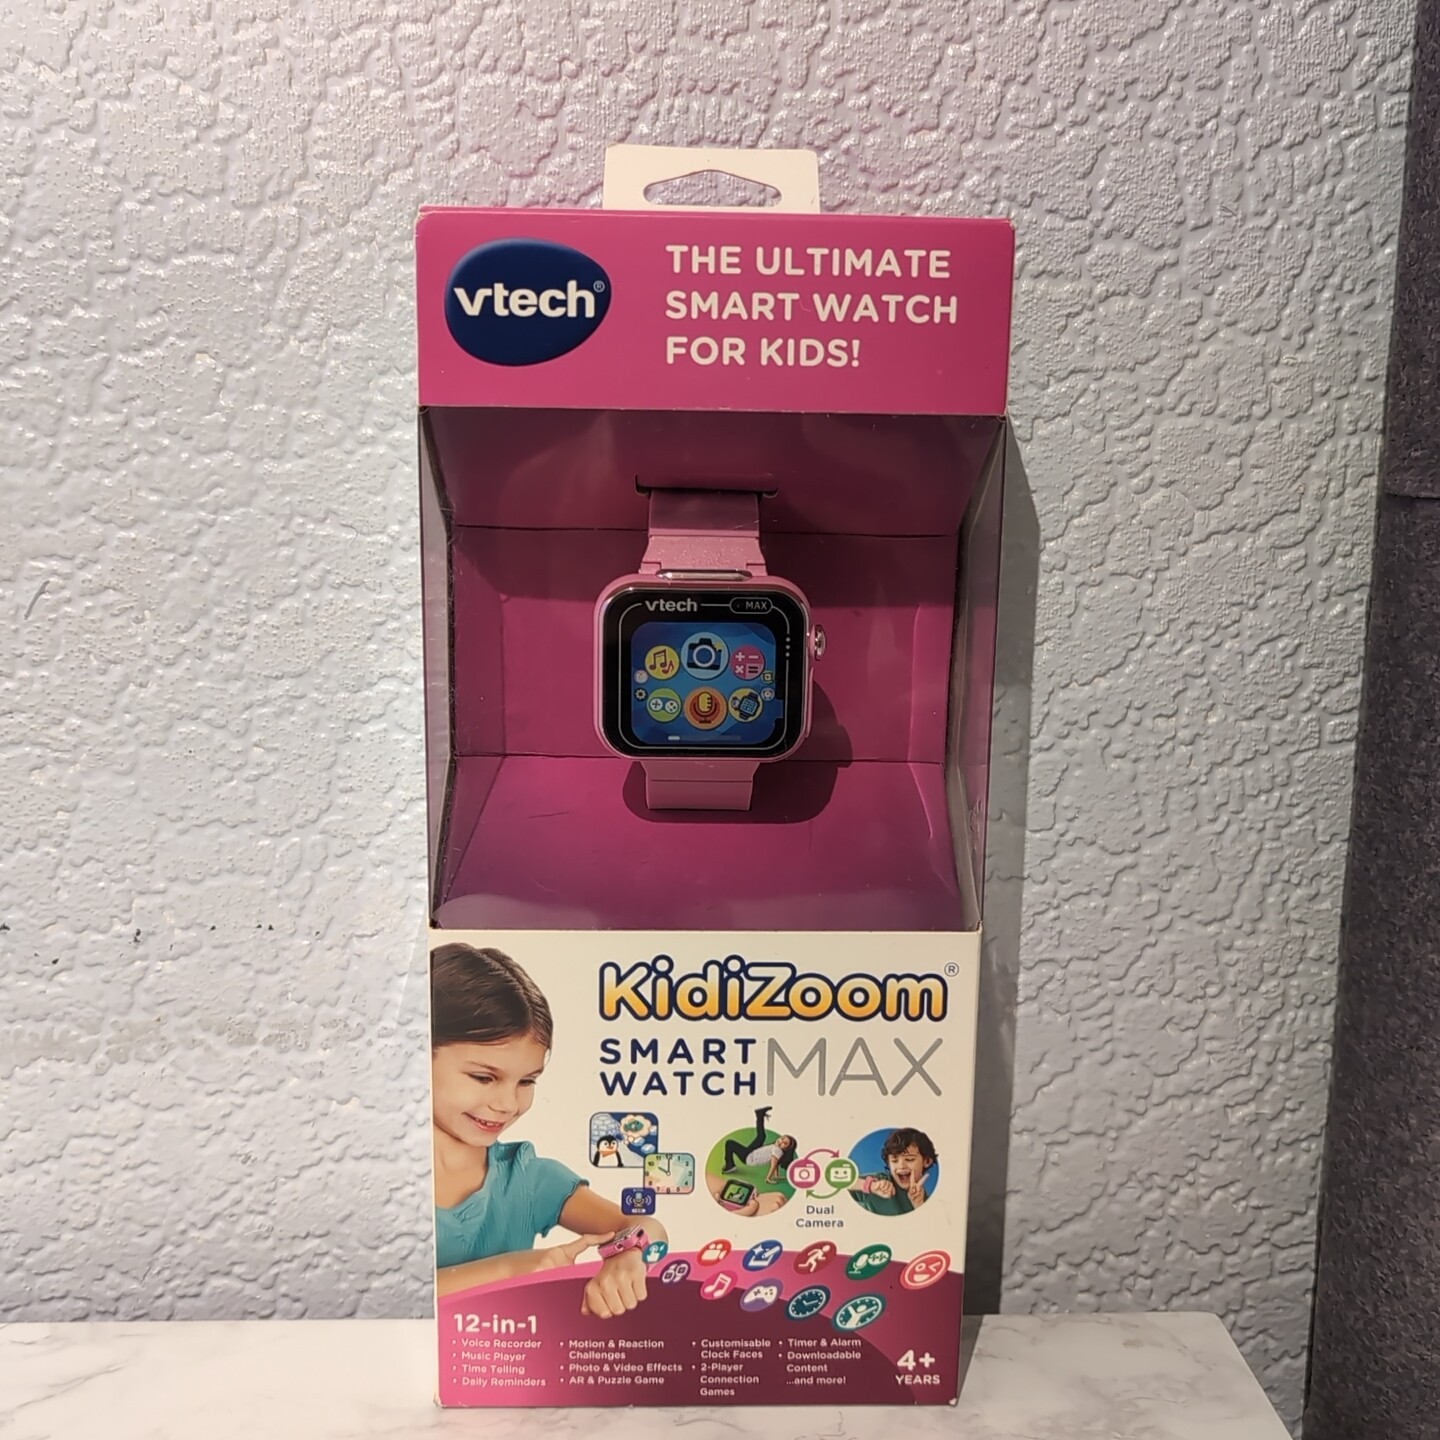 vtech®
THE ULTIMATE
SMART WATCH
FOR KIDS!
vtech
MAX
KidiZoom®
SMART
WATCH MAX
Dual
Camera
12-in-1
• Voice Recorder
• Music Player
• Time Telling
• Daily Reminders
• Motion & Reaction
Challenges
• Photo & Video Effects
• AR & Puzzle Game
• Customisable
Clock Faces
• 2-Player
Connection
Games
• Timer & Alarm
• Downloadable
Content
...and more!
4+
YEARS